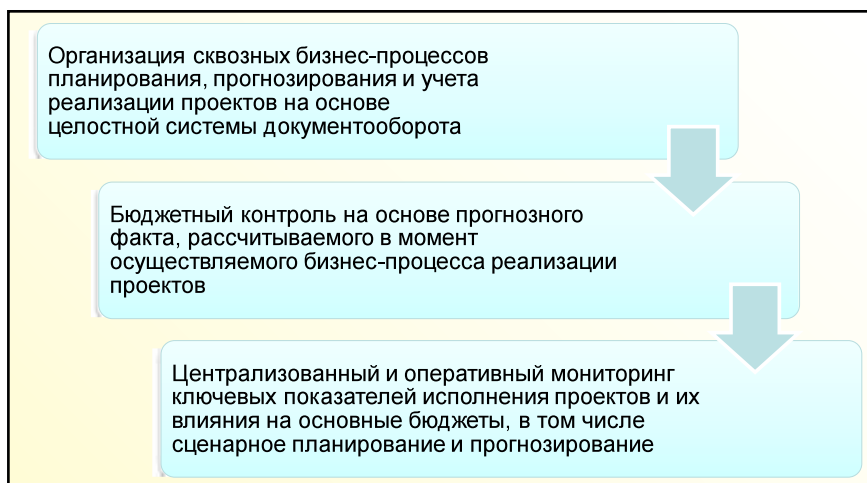 Организация сквозных бизнес-процессов
планирования, прогнозирования и учета
реализации проектов на основе
целостной системы документооборота
Бюджетный контроль на основе прогнозного
факта, рассчитываемого в момент
осуществляемого бизнес-процесса реализации
проектов
Централизованный и оперативный мониторинг
ключевых показателей исполнения проектов и их
влияния на основные бюджеты, в том числе
сценарное планирование и прогнозирование